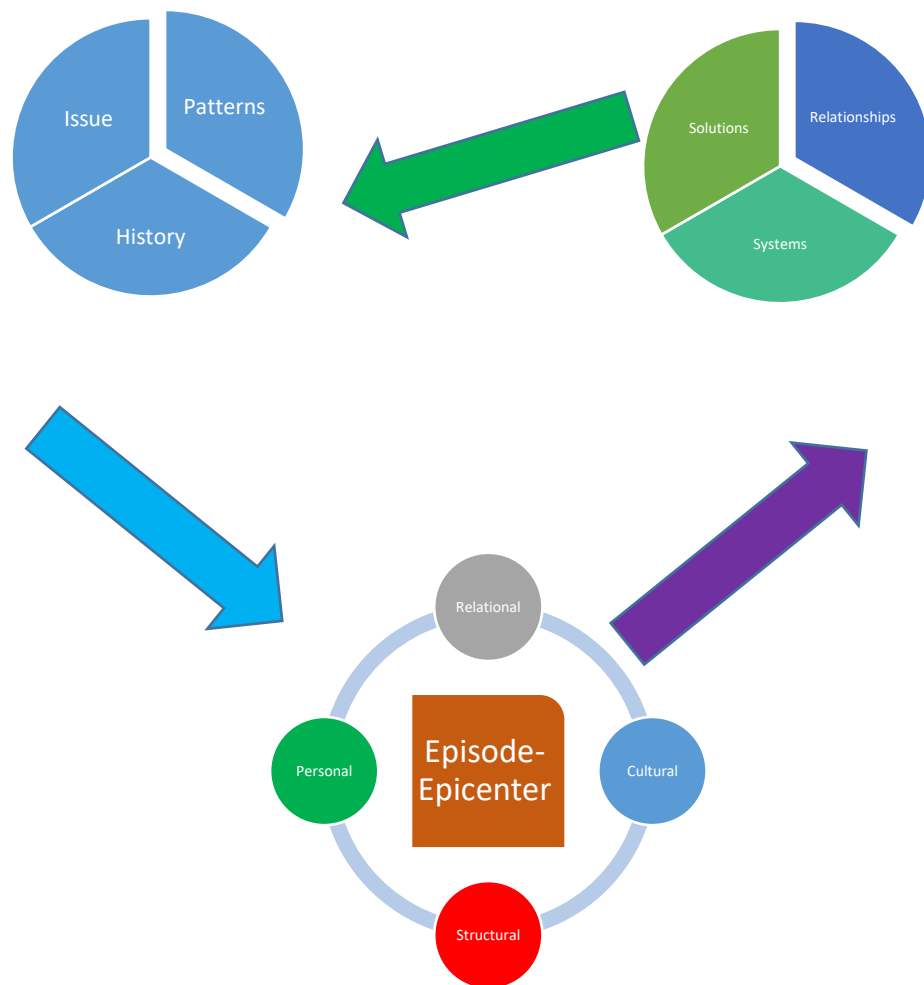 Issue
Patterns
History
Solutions
Relationships
Systems
Relational
Personal
Episode-
Epicenter
Cultural
Structural